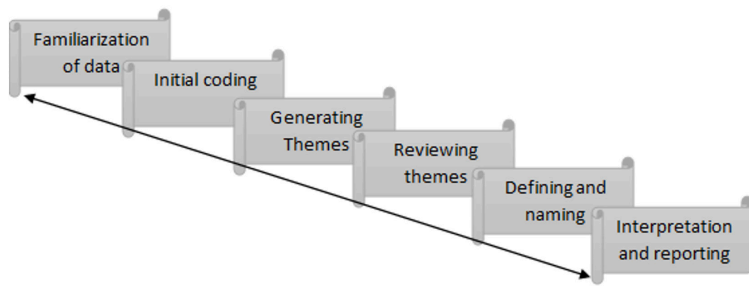 Familiarization
of data
Initial coding
Generating
Themes
Reviewing
themes
Defining and
naming
Interpretation
and reporting